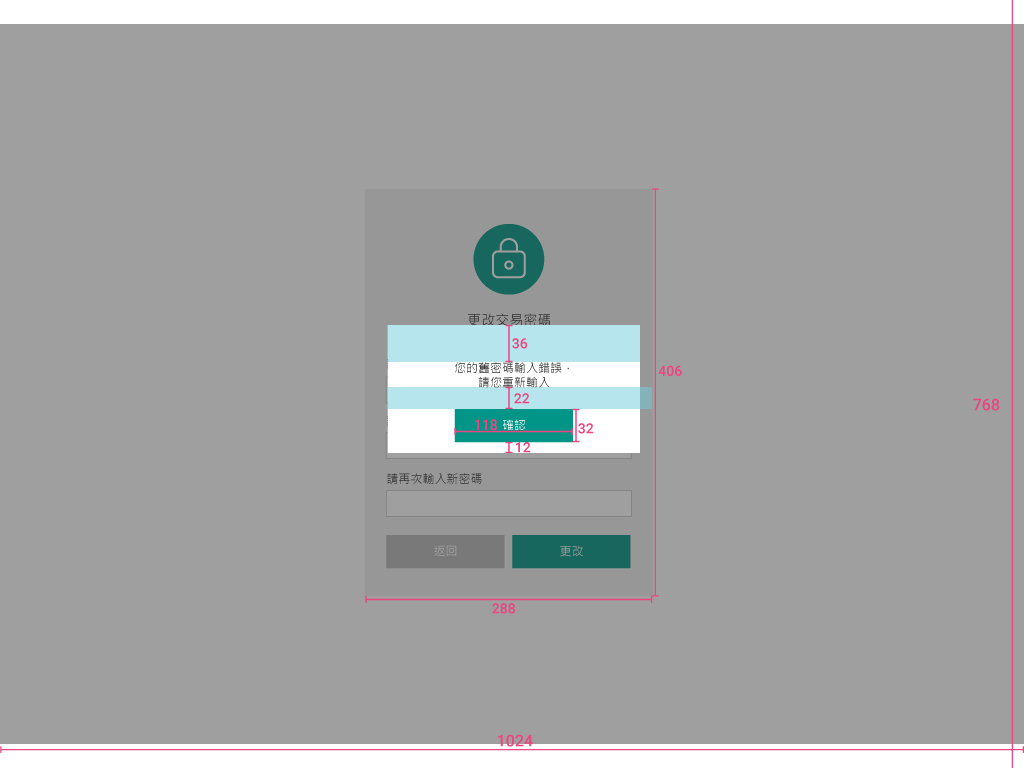 更改交易密碼
36
您的舊密碼輸入錯誤，
請您重新輸入
406
22
768
118 確認
32
12
請再次輸入新密碼
返回
更改
288
1024